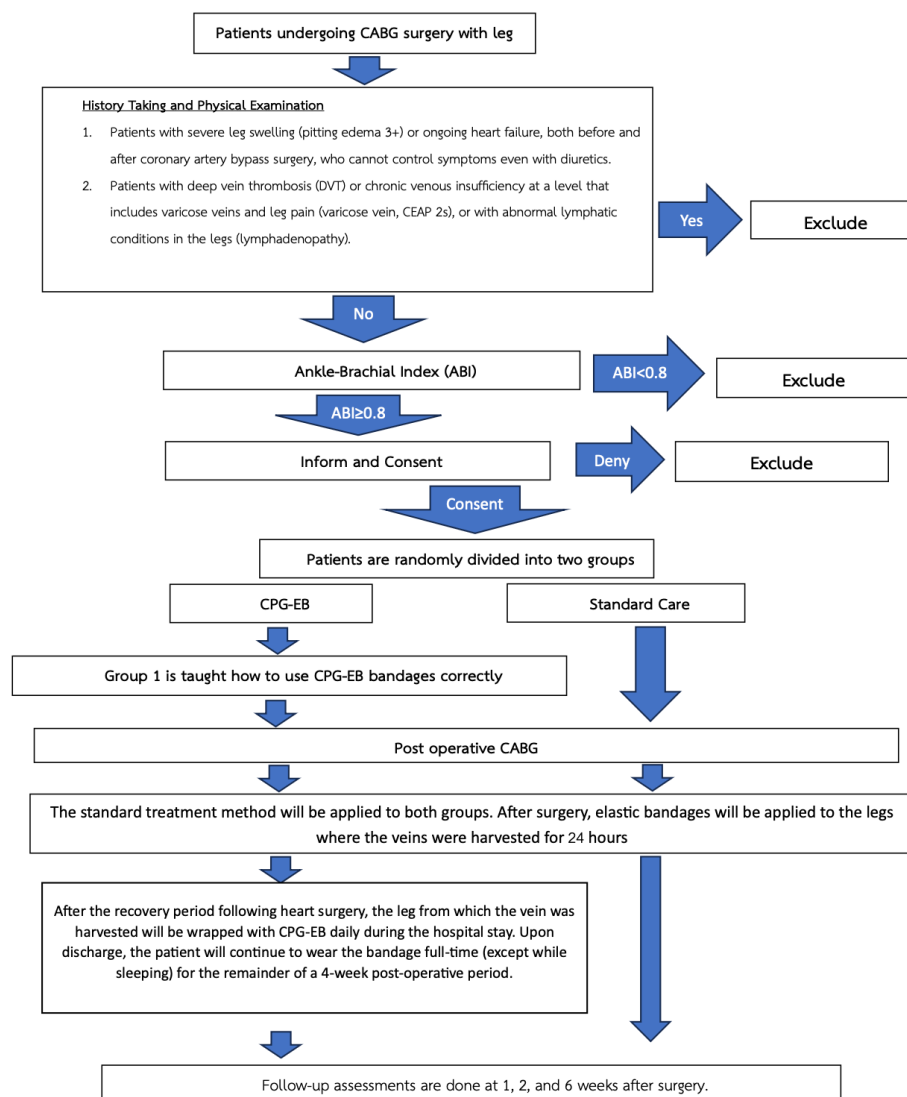 Patients undergoing CABG surgery with leg
History Taking and Physical Examination
1. Patients with severe leg swelling (pitting edema 3+) or ongoing heart failure, both before and
after coronary artery bypass surgery, who cannot control symptoms even with diuretics.
2. Patients with deep vein thrombosis (DVT) or chronic venous insufficiency at a level that
includes varicose veins and leg pain (varicose vein, CEAP 2s), or with abnormal lymphatic
conditions in the legs (lymphadenopathy).
Yes
Exclude
No
Ankle-Brachial Index (ABI)
ABI<0.8
Exclude
ABI≥0.8
Inform and Consent
Deny
Exclude
Consent
Patients are randomly divided into two groups
CPG-EB
Standard Care
Group 1 is taught how to use CPG-EB bandages correctly
Post operative CABG
The standard treatment method will be applied to both groups. After surgery, elastic bandages will be applied to the legs
where the veins were harvested for 24 hours
After the recovery period following heart surgery, the leg from which the vein was
harvested will be wrapped with CPG-EB daily during the hospital stay. Upon
discharge, the patient will continue to wear the bandage full-time (except while
sleeping) for the remainder of a 4-week post-operative period.
Follow-up assessments are done at 1, 2, and 6 weeks after surgery.